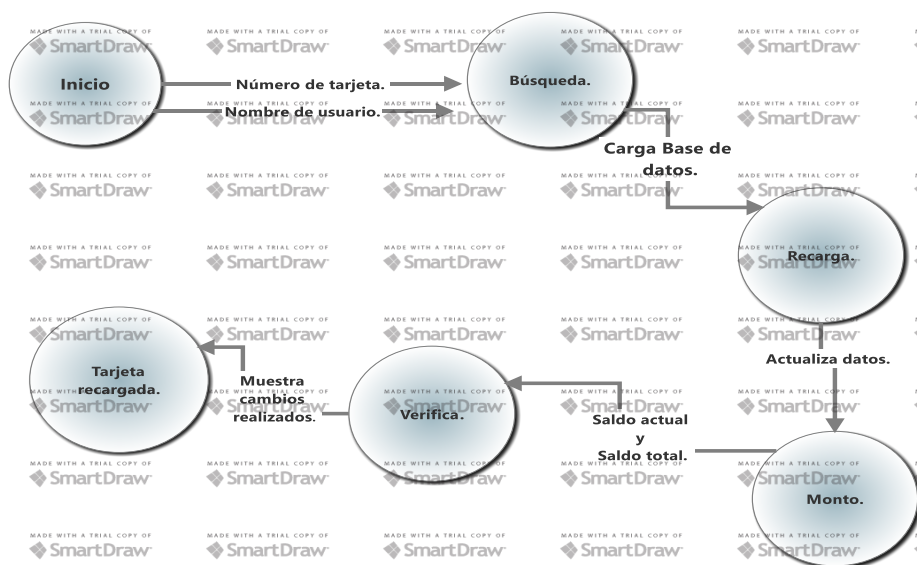 Inicio
Número de tarjeta.
Nombre de usuario.
Búsqueda.
Carga Base de
datos.
Recarga.
Actualiza datos.
Monto.
Saldo actual
y
Saldo total.
Verifica.
Muestra
cambios
realizados.
Tarjeta
recargada.
MADE WITH A TRIAL COPY OF
SmartDraw